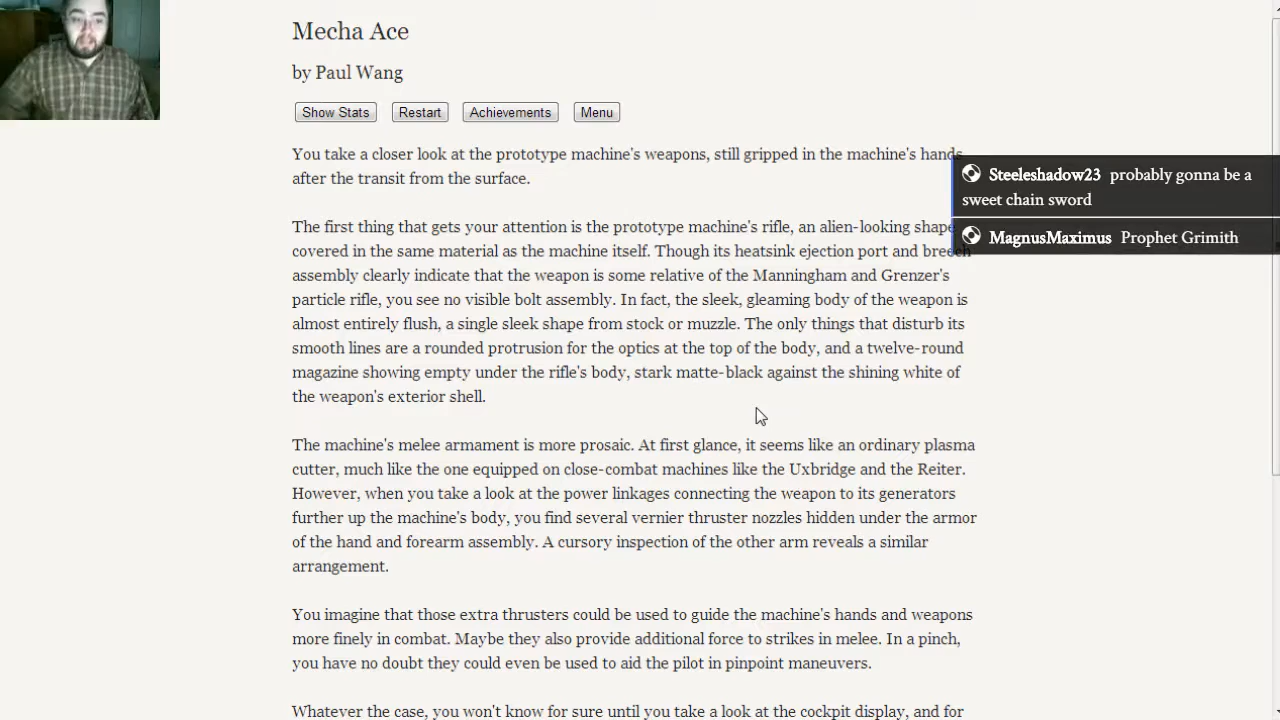 Mecha Ace
by Paul Wang
Show Stats
Restart
Achievements
Menu
You take a closer look at the prototype machine's weapons, still gripped in the machine's hands
after the transit from the surface.
The first thing that gets your attention is the prototype machine's rifle, an alien-looking shape
covered in the same material as the machine itself. Though its heatsink ejection port and breech
assembly clearly indicate that the weapon is some relative of the Manningham and Grenzer's
particle rifle, you see no visible bolt assembly. In fact, the sleek, gleaming body of the weapon is
almost entirely flush, a single sleek shape from stock or muzzle. The only things that disturb its
smooth lines are a rounded protrusion for the optics at the top of the body, and a twelve-round
magazine showing empty under the rifle's body, stark matte-black against the shining white of
the weapon's exterior shell.
The machine's melee armament is more prosaic. At first glance, it seems like an ordinary plasma
cutter, much like the one equipped on close-combat machines like the Uxbridge and the Reiter.
However, when you take a look at the power linkages connecting the weapon to its generators
further up the machine's body, you find several vernier thruster nozzles hidden under the armor
of the hand and forearm assembly. A cursory inspection of the other arm reveals a similar
arrangement.
You imagine that those extra thrusters could be used to guide the machine's hands and weapons
more finely in combat. Maybe they also provide additional force to strikes in melee. In a pinch,
you have no doubt they could even be used to aid the pilot in pinpoint maneuvers.
Whatever the case, you won't know for sure until you take a look at the cockpit display, and for
Steeleshadow23 probably gonna be a
sweet chain sword
MagnusMaximus Prophet Grimith